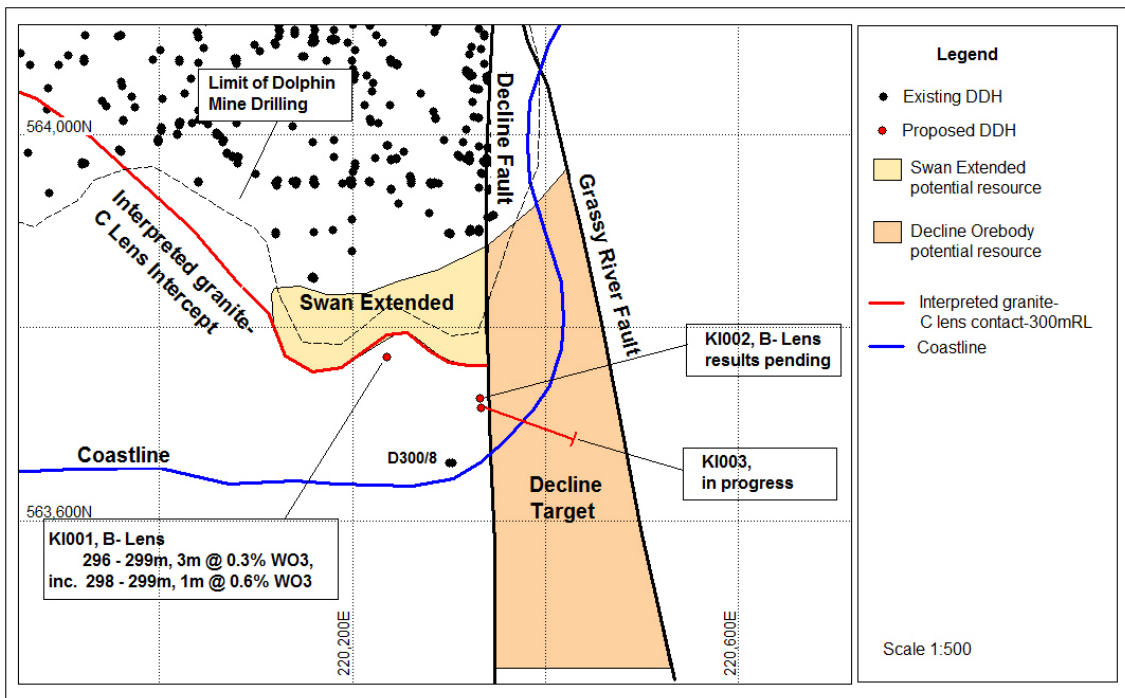 Limit of Dolphin
Mine Drilling
564,000N
Decline Fault
Grassy River Fault
Interpreted granite-
C Lens Intercept
Swan Extended
KI002, B- Lens
results pending
Coastline
D300/8
KI003,
in progress
Decline
Target
563,600N
KI001, B- Lens
296 - 299m, 3m @ 0.3% WO3,
inc. 298 - 299m, 1m @ 0.6% WO3
220,200E
220,600E
Legend
Existing DDH
Proposed DDH
Swan Extended
potential resource
Decline Orebody
potential resource
Interpreted granite-
C lens contact-300mRL
Coastline
Scale 1:500